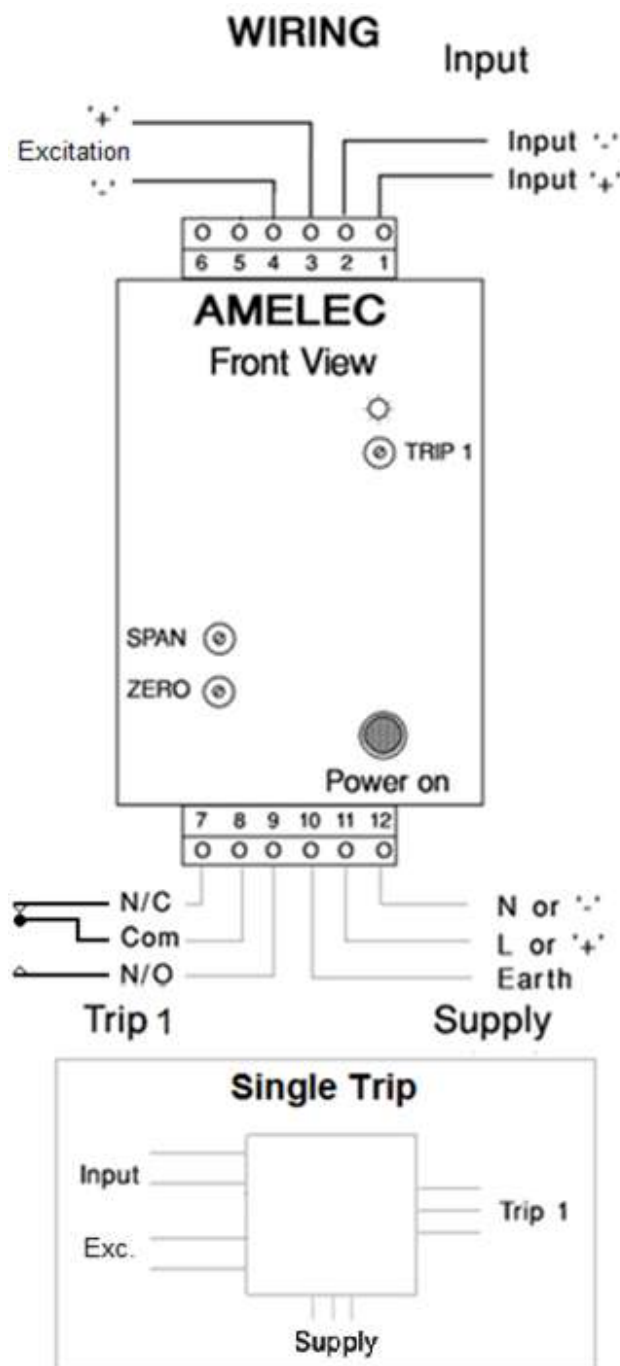 WIRING
Input
'+'
Excitation
'-'
Input '-'
Input '+'
6 5 4 3 2 1
AMELEC
Front View
TRIP 1
SPAN
ZERO
Power on
7 8 9 10 11 12
N/C
Com
N/O
N or '-'
L or '+'
Earth
Trip 1
Supply
Single Trip
Input
Exc.
Trip 1
Supply